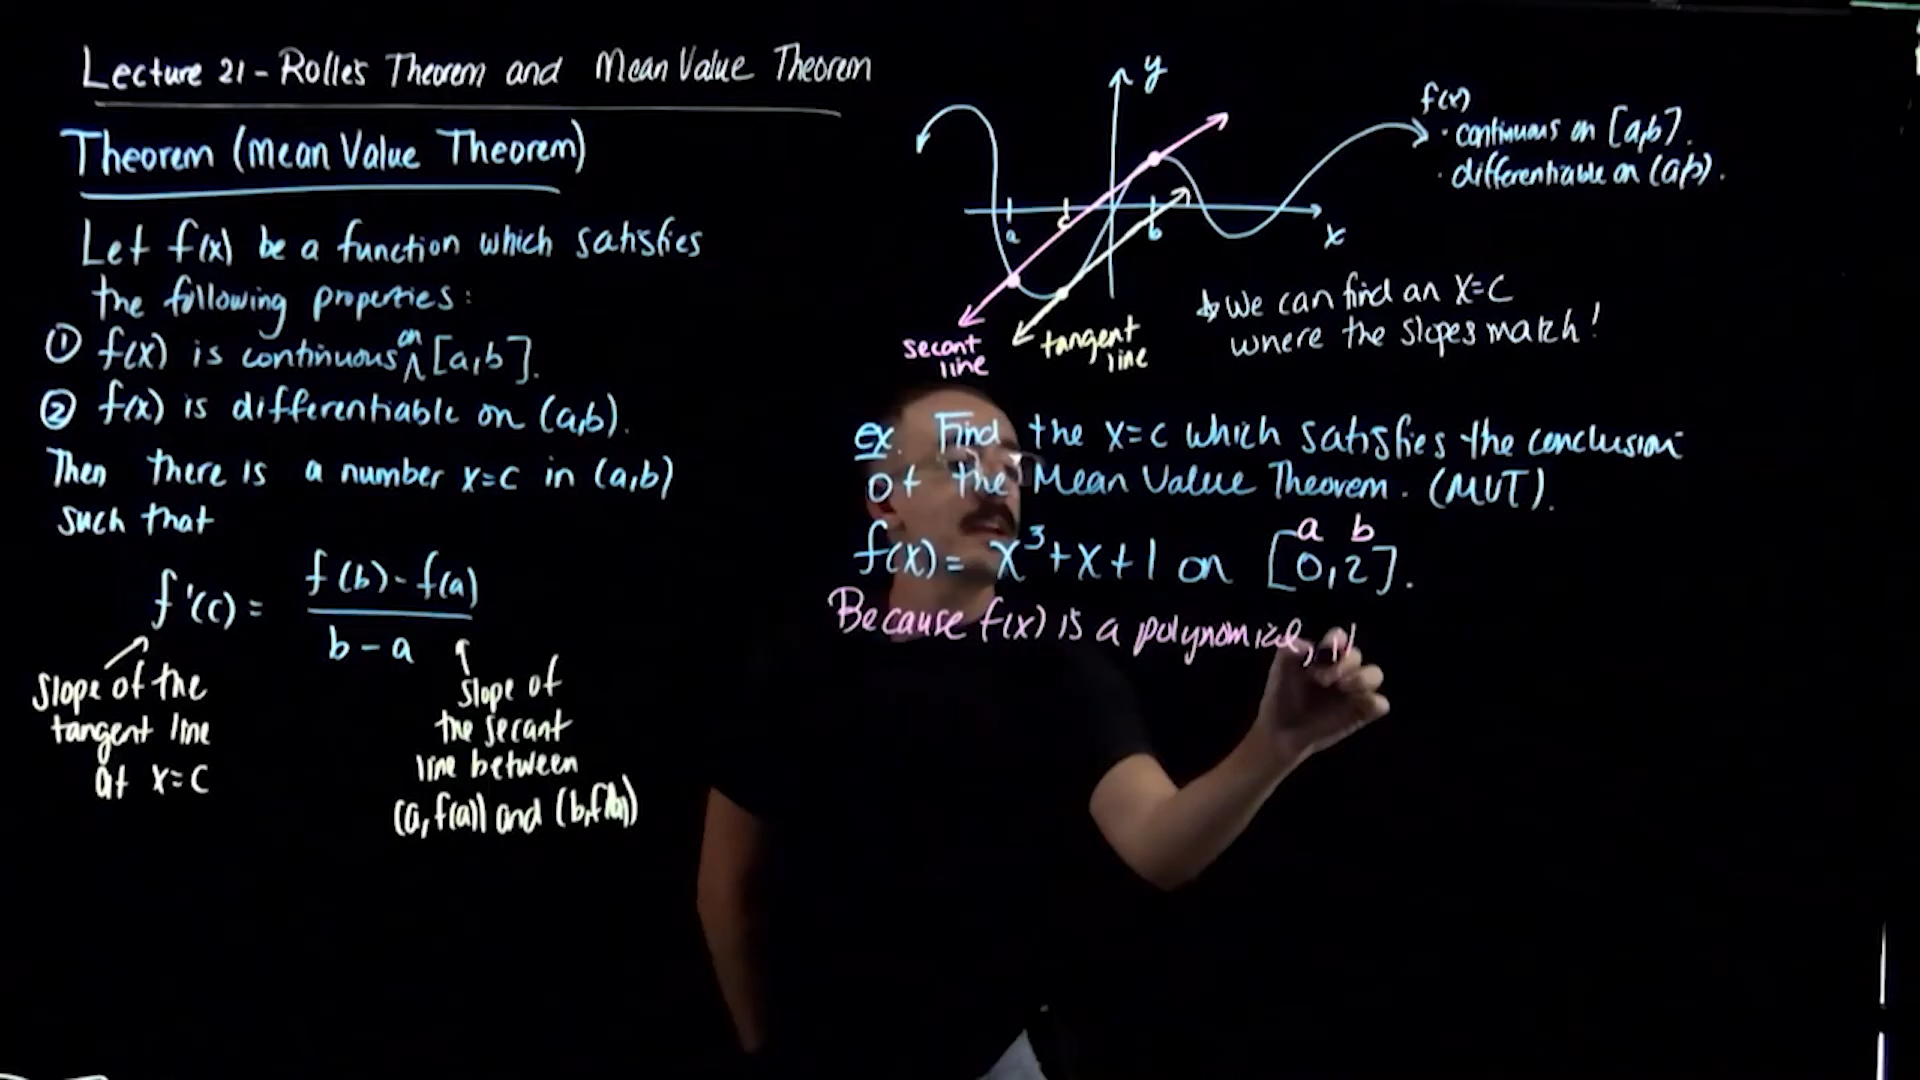 Lecture 21 - Rolle's Theorem and Mean Value Theorem
Theorem (Mean Value Theorem)
Let f(x) be a function which satisfies
the following properties:
① f(x) is continuous on [a,b].
② f(x) is differentiable on (a,b).
Then there is a number x=c in (a,b)
such that
f'(c) = f(b)-f(a)
b-a
Slope of the
tangent line
at x=c
Slope of
the secant
line between
(a, f(a)) and (b, f(b))
y
x
a
c
b
secant
line
tangent
line
f(x)
· continuous on [a,b].
· differentiable on (a,b).
We can find an x=c
where the slopes match!
ex. Find the x=c which satisfies the conclusion
of the Mean Value Theorem. (MVT).
a b
f(x) = x³+x+1 on [0,2].
Because f(x) is a polynomial,